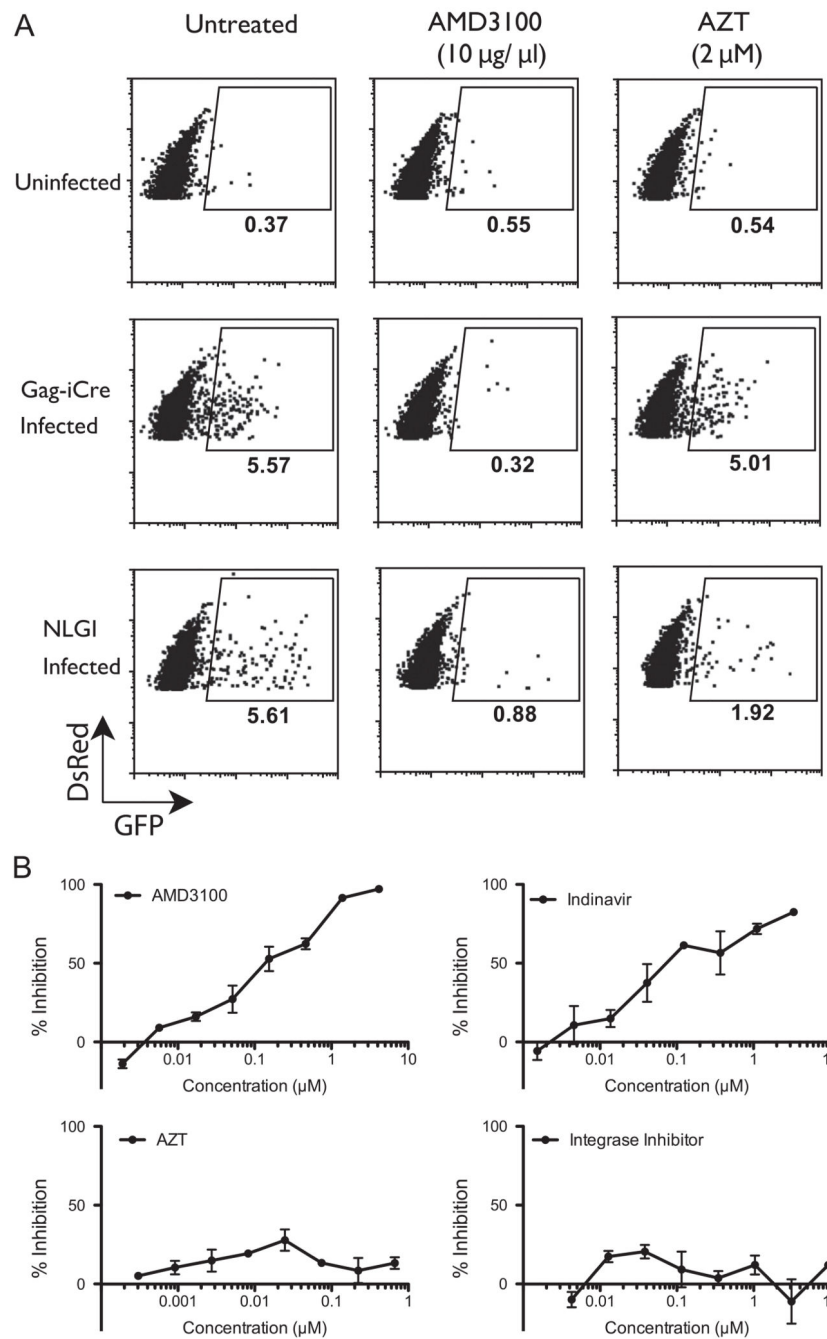 A
Untreated
AMD3100
(10 µg/ µl)
AZT
(2 µM)
Uninfected
0.37
0.55
0.54
Gag-iCre
Infected
5.57
0.32
5.01
NLGI
Infected
5.61
0.88
1.92
DsRed
GFP
B
100
50
0
% Inhibition
AMD3100
0.01
0.1
1
10
Concentration (µM)
100
50
0
% Inhibition
Indinavir
0.01
0.1
1
Concentration (µM)
100
50
0
% Inhibition
AZT
0.001
0.01
0.1
1
Concentration (µM)
100
50
0
% Inhibition
Integrase Inhibitor
0.01
0.1
1
Concentration (µM)